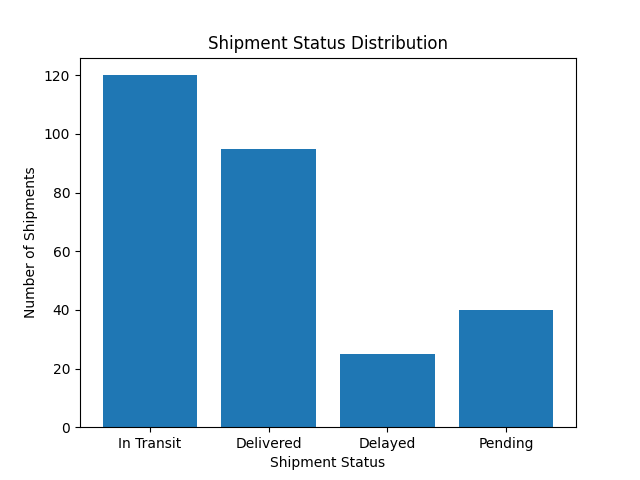 Shipment Status Distribution
Number of Shipments
120
100
80
60
40
20
0
In Transit
Delivered
Delayed
Pending
Shipment Status